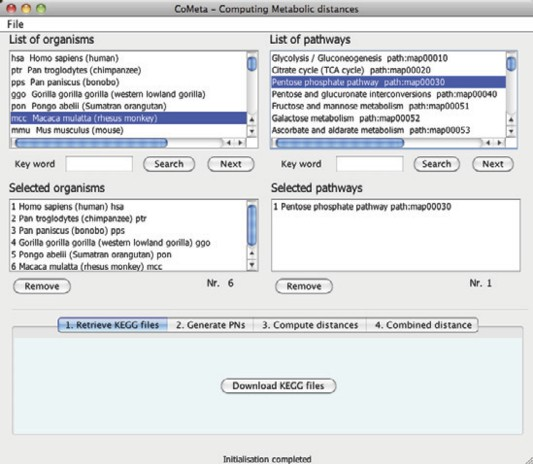 CoMeta - Computing Metabolic distances
File
List of organisms
hsa Homo sapiens (human)
ptr Pan troglodytes (chimpanzee)
pps Pan paniscus (bonobo)
ggo Gorilla gorilla gorilla (western lowland gorilla)
pon Pongo abelii (Sumatran orangutan)
mcc Macaca mulatta (rhesus monkey)
mmu Mus musculus (mouse)
Key word Search Next
List of pathways
Glycolysis / Gluconeogenesis path:map00010
Citrate cycle (TCA cycle) path:map00020
Pentose phosphate pathway path:map00030
Pentose and glucuronate interconversions path:map00040
Fructose and mannose metabolism path:map00051
Galactose metabolism path:map00052
Ascorbate and aldarate metabolism path:map00053
Key word Search Next
Selected organisms
1 Homo sapiens (human) hsa
2 Pan troglodytes (chimpanzee) ptr
3 Pan paniscus (bonobo) pps
4 Gorilla gorilla gorilla (western lowland gorilla) ggo
5 Pongo abelii (Sumatran orangutan) pon
6 Macaca mulatta (rhesus monkey) mcc
Remove Nr. 6
Selected pathways
1 Pentose phosphate pathway path:map00030
Remove Nr. 1
1. Retrieve KEGG files 2. Generate PNs 3. Compute distances 4. Combined distance
Download KEGG files
Initialisation completed